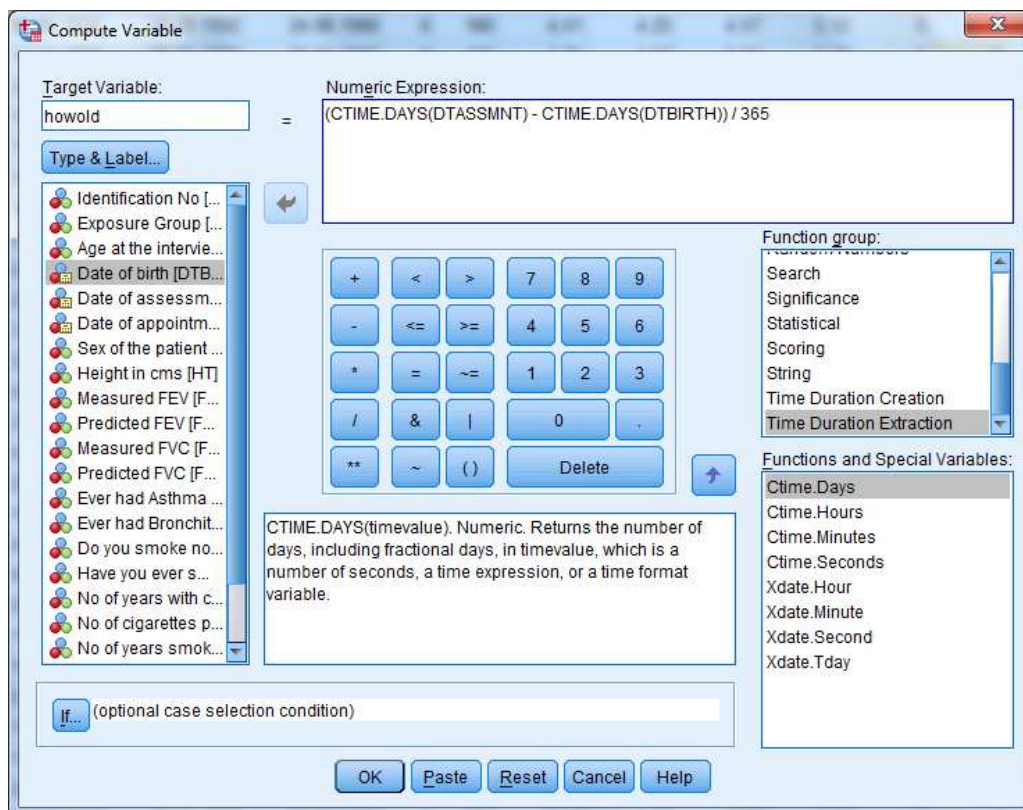 Compute Variable
Target Variable:
howold
=
Numeric Expression:
(CTIME.DAYS(DTASSMNT) - CTIME.DAYS(DTBIRTH)) / 365
Type & Label...
Identification No [...
Exposure Group [...
Age at the intervie...
Date of birth [DTB...
Date of assessm...
Date of appointm...
Sex of the patient ...
Height in cms [HT]
Measured FEV [F...
Predicted FEV [F...
Measured FVC [F...
Predicted FVC [F...
Ever had Asthma ...
Ever had Bronchit...
Do you smoke no...
Have you ever s...
No of years with c...
No of cigarettes p...
No of years smok...
+ < > 7 8 9
- <= >= 4 5 6
* = ~= 1 2 3
/ & | 0 .
** ~ ( ) Delete
CTIME.DAYS(timevalue). Numeric. Returns the number of
days, including fractional days, in timevalue, which is a
number of seconds, a time expression, or a time format
variable.
Function group:
Random Numbers
Search
Significance
Statistical
Scoring
String
Time Duration Creation
Time Duration Extraction
Functions and Special Variables:
Ctime.Days
Ctime.Hours
Ctime.Minutes
Ctime.Seconds
Xdate.Hour
Xdate.Minute
Xdate.Second
Xdate.Tday
If... (optional case selection condition)
OK Paste Reset Cancel Help